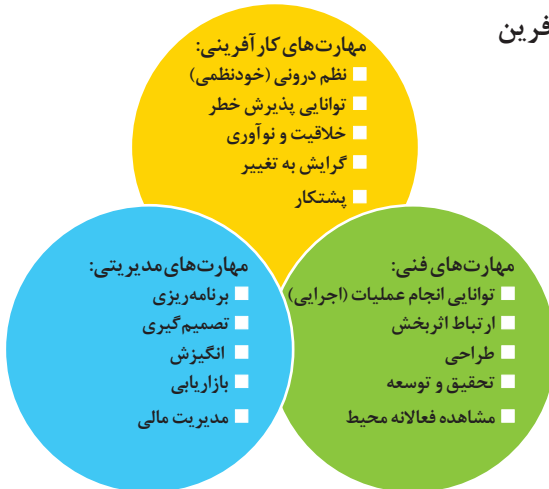 فرین
مهارت‌های کارآفرینی:
نظم درونی (خودنظمی)
توانایی پذیرش خطر
خلاقیت و نوآوری
گرایش به تغییر
پشتکار
مهارت‌های فنی:
توانایی انجام عملیات (اجرایی)
ارتباط اثربخش
طراحی
تحقیق و توسعه
مشاهده فعالانه محیط
مهارت‌های مدیریتی:
برنامه‌ریزی
تصمیم‌گیری
انگیزش
بازاریابی
مدیریت مالی